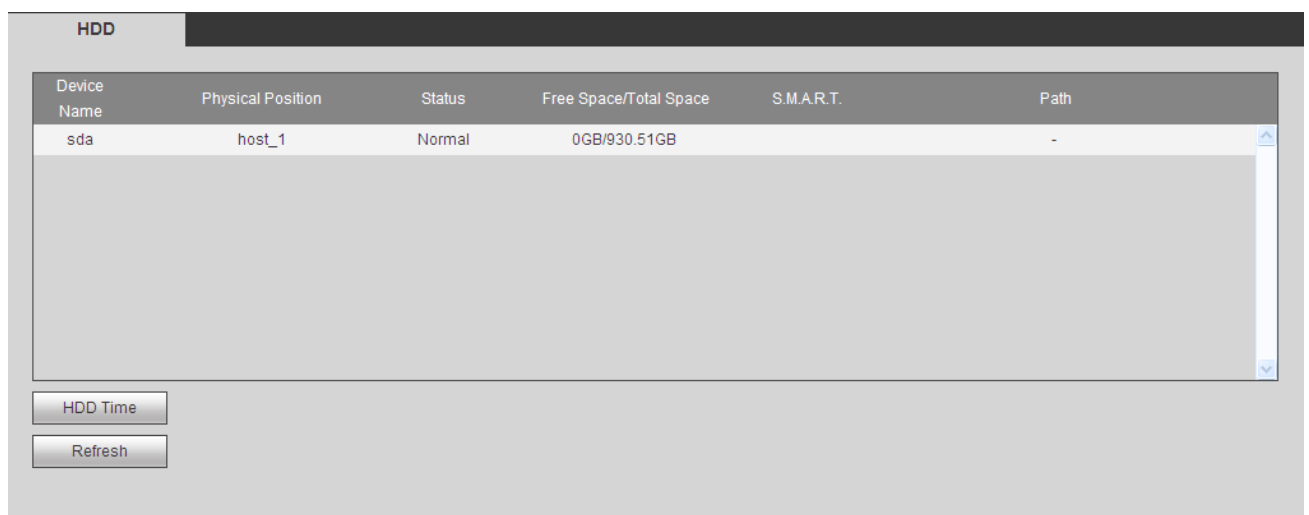 HDD
Device Name Physical Position Status Free Space/Total Space S.M.A.R.T. Path
sda host_1 Normal 0GB/930.51GB -
HDD Time
Refresh